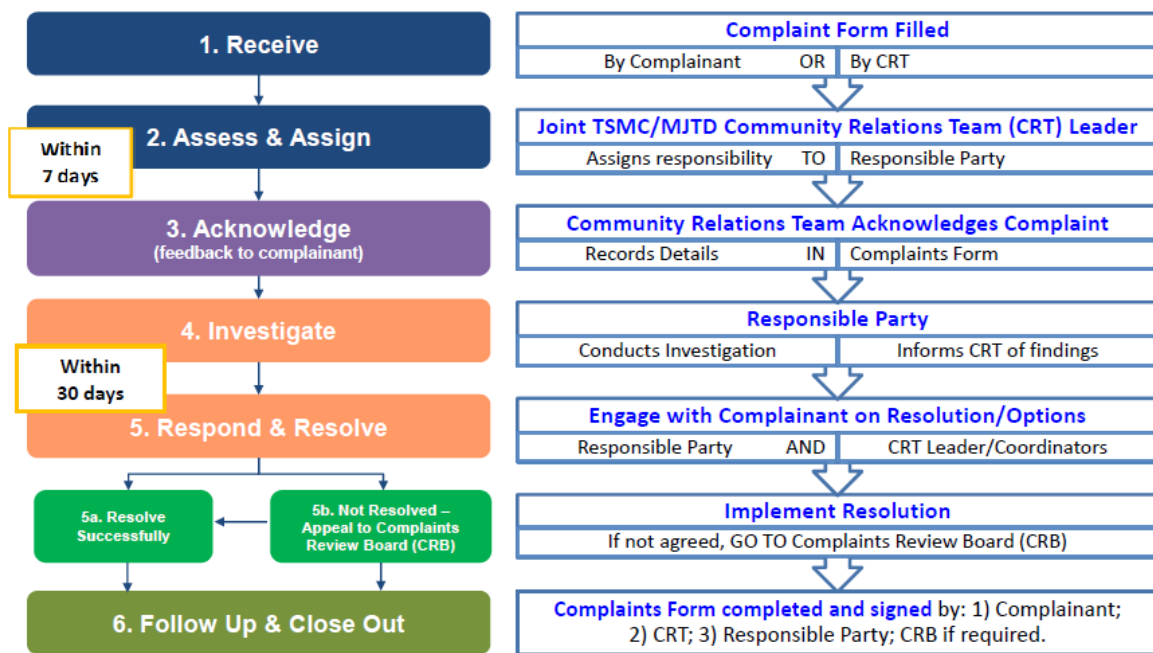 1. Receive
2. Assess & Assign
Within
7 days
3. Acknowledge
(feedback to complainant)
4. Investigate
Within
30 days
5. Respond & Resolve
5a. Resolve
Successfully
5b. Not Resolved –
Appeal to Complaints
Review Board (CRB)
6. Follow Up & Close Out
Complaint Form Filled
By Complainant OR By CRT
Joint TSMC/MJTD Community Relations Team (CRT) Leader
Assigns responsibility TO Responsible Party
Community Relations Team Acknowledges Complaint
Records Details IN Complaints Form
Responsible Party
Conducts Investigation Informs CRT of findings
Engage with Complainant on Resolution/Options
Responsible Party AND CRT Leader/Coordinators
Implement Resolution
If not agreed, GO TO Complaints Review Board (CRB)
Complaints Form completed and signed by: 1) Complainant;
2) CRT; 3) Responsible Party; CRB if required.